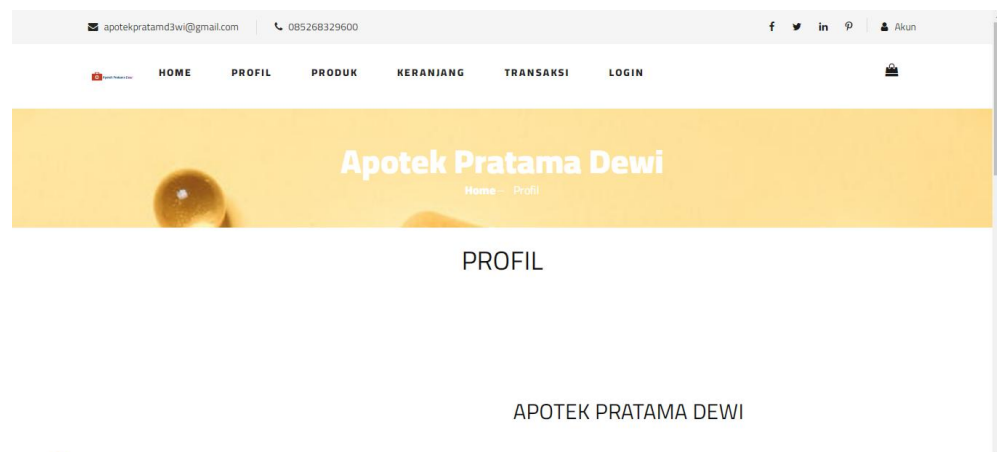 apotekpratamd3wi@gmail.com 085268329600 Akun
HOME PROFIL PRODUK KERANJANG TRANSAKSI LOGIN
Apotek Pratama Dewi
Home - Profil
PROFIL
APOTEK PRATAMA DEWI